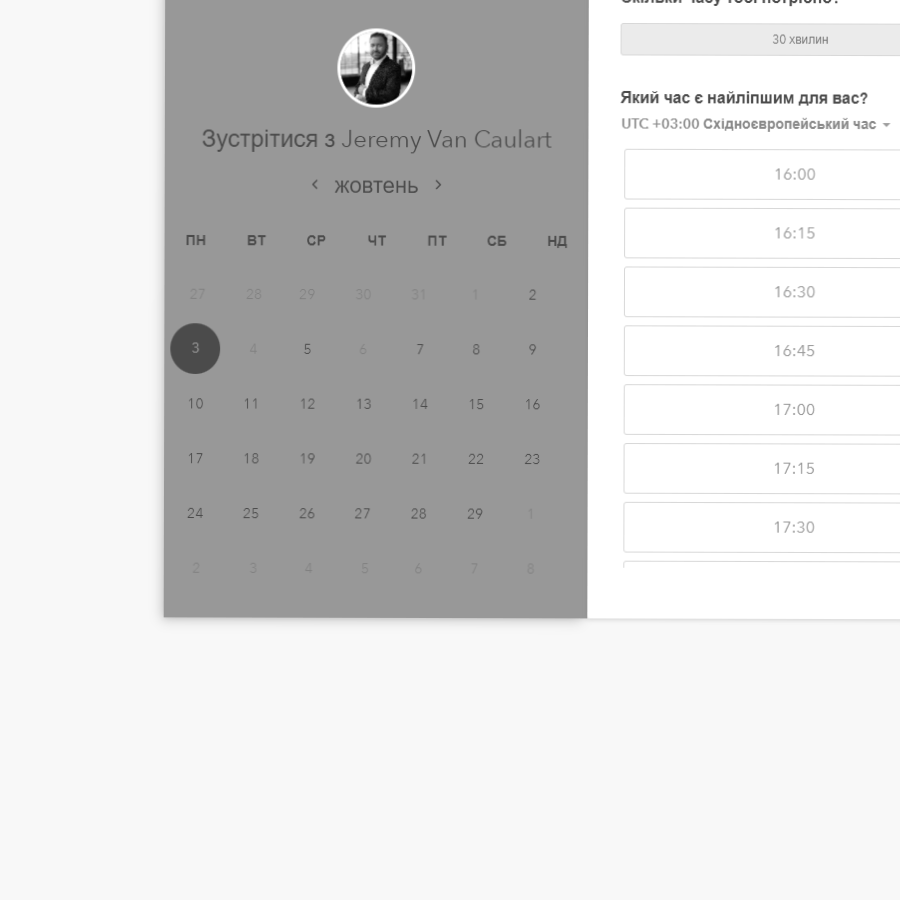 Зустрітися з Jeremy Van Caulart
жовтень
ПН ВТ СР ЧТ ПТ СБ НД
27 28 29 30 31 1 2
3 4 5 6 7 8 9
10 11 12 13 14 15 16
17 18 19 20 21 22 23
24 25 26 27 28 29 1
2 3 4 5 6 7 8
Скільки часу тобі потрібно?
30 хвилин
Який час є найліпшим для вас?
UTC +03:00 Східноєвропейський час
16:00
16:15
16:30
16:45
17:00
17:15
17:30